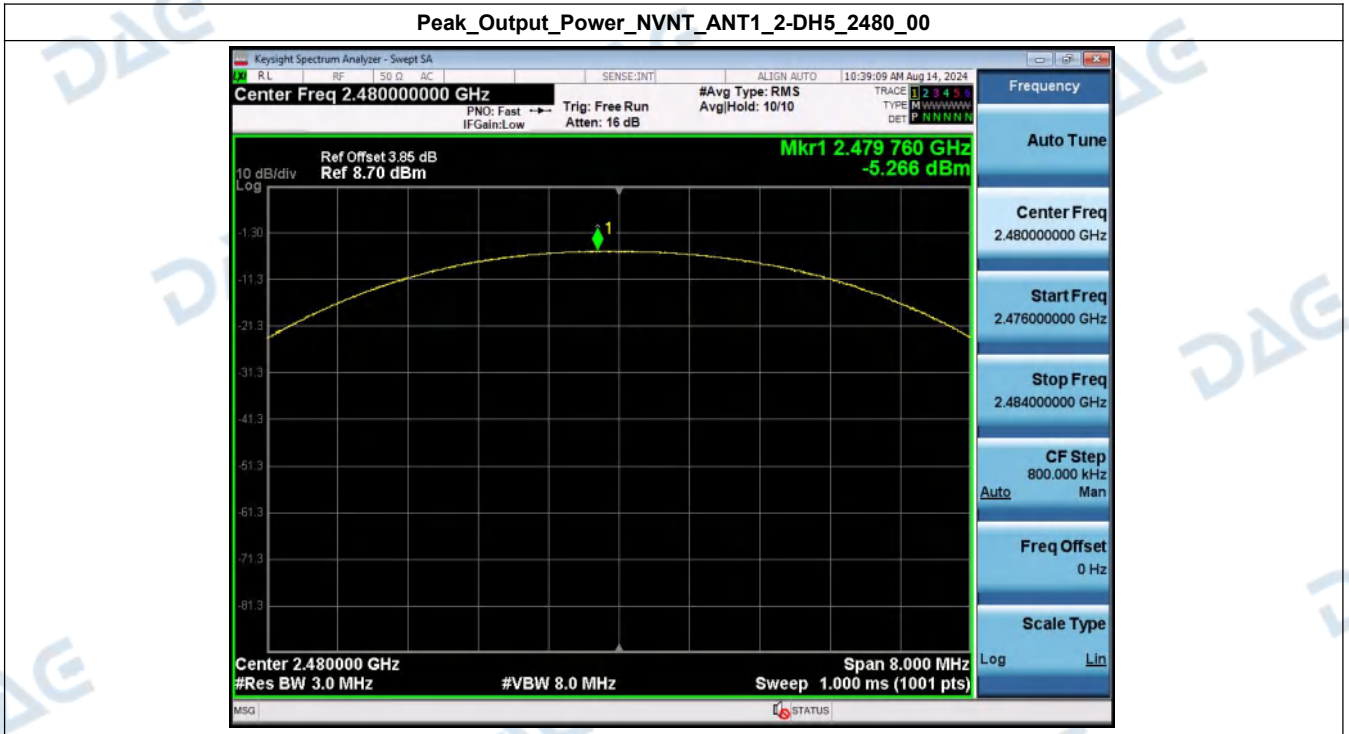 Peak_Output_Power_NVNT_ANT1_2-DH5_2480_00
Keysight Spectrum Analyzer - Swept SA
LXI RL RF 50 Ω AC SENSE:INT ALIGN AUTO 10:39:09 AM Aug 14, 2024
Center Freq 2.480000000 GHz
PNO: Fast
IFGain:Low
Trig: Free Run
Atten: 16 dB
#Avg Type: RMS
Avg|Hold: 10/10
TRACE 1 2 3 4 5 6
TYPE M WWWWW
DET P N N N N N
Mkr1 2.479 760 GHz
-5.266 dBm
Ref Offset 3.85 dB
10 dB/div Ref 8.70 dBm
Log
1
-1.30
-11.3
-21.3
-31.3
-41.3
-51.3
-61.3
-71.3
-81.3
Center 2.480000 GHz Span 8.000 MHz
#Res BW 3.0 MHz #VBW 8.0 MHz Sweep 1.000 ms (1001 pts)
MSG STATUS
Frequency
Auto Tune
Center Freq
2.480000000 GHz
Start Freq
2.476000000 GHz
Stop Freq
2.484000000 GHz
CF Step
800.000 kHz
Auto Man
Freq Offset
0 Hz
Scale Type
Log Lin
DAG
DAG
DAG
DAG